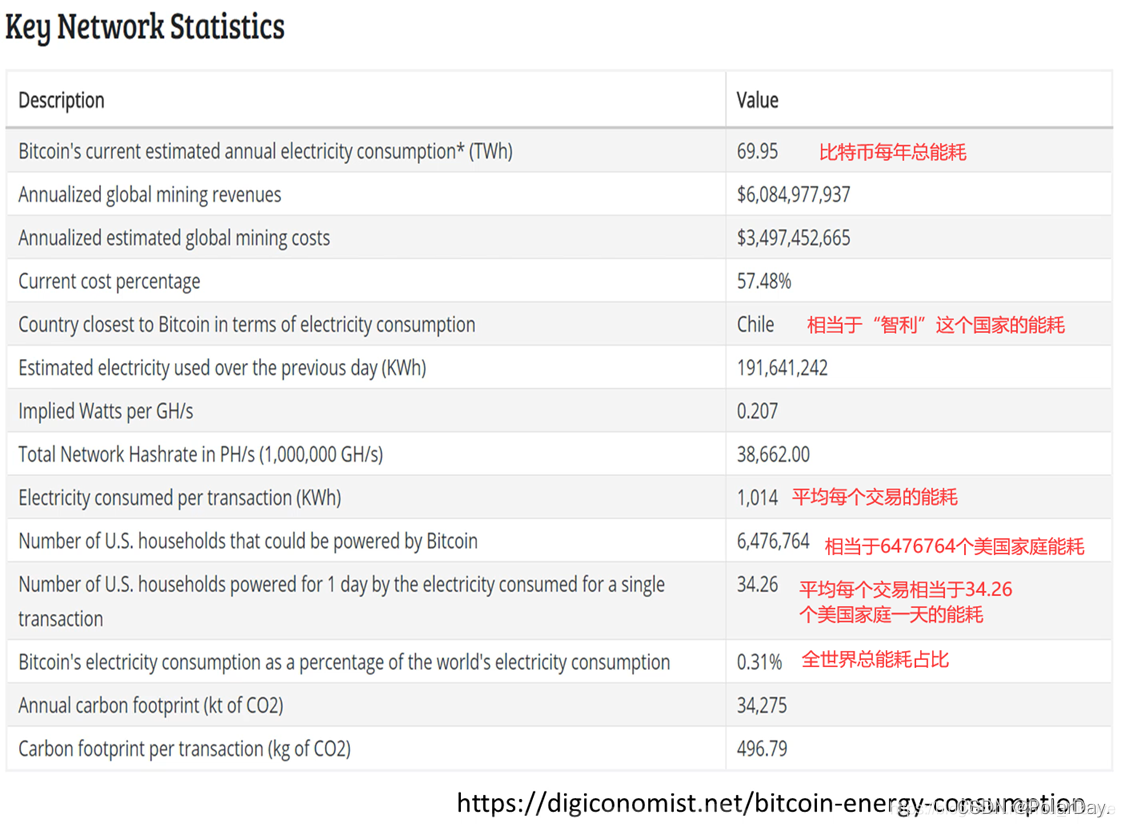 Key Network Statistics
Description Value
Bitcoin's current estimated annual electricity consumption* (TWh) 69.95 比特币每年总能耗
Annualized global mining revenues $6,084,977,937
Annualized estimated global mining costs $3,497,452,665
Current cost percentage 57.48%
Country closest to Bitcoin in terms of electricity consumption Chile 相当于“智利”这个国家的能耗
Estimated electricity used over the previous day (KWh) 191,641,242
Implied Watts per GH/s 0.207
Total Network Hashrate in PH/s (1,000,000 GH/s) 38,662.00
Electricity consumed per transaction (KWh) 1,014 平均每个交易的能耗
Number of U.S. households that could be powered by Bitcoin 6,476,764 相当于6476764个美国家庭能耗
Number of U.S. households powered for 1 day by the electricity consumed for a single 34.26 平均每个交易相当于34.26
transaction 个美国家庭一天的能耗
Bitcoin's electricity consumption as a percentage of the world's electricity consumption 0.31% 全世界总能耗占比
Annual carbon footprint (kt of CO2) 34,275
Carbon footprint per transaction (kg of CO2) 496.79
https://digiconomist.net/bitcoin-energy-consumption
CSDN @PolarDay.